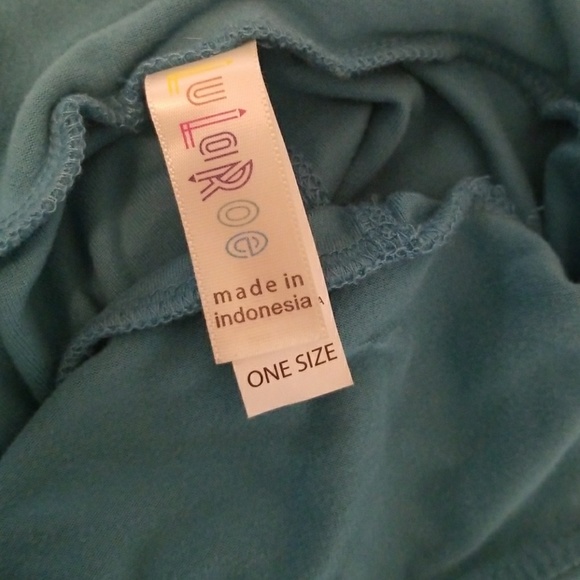 LuLaRoe
made in
indonesia
A
ONE SIZE